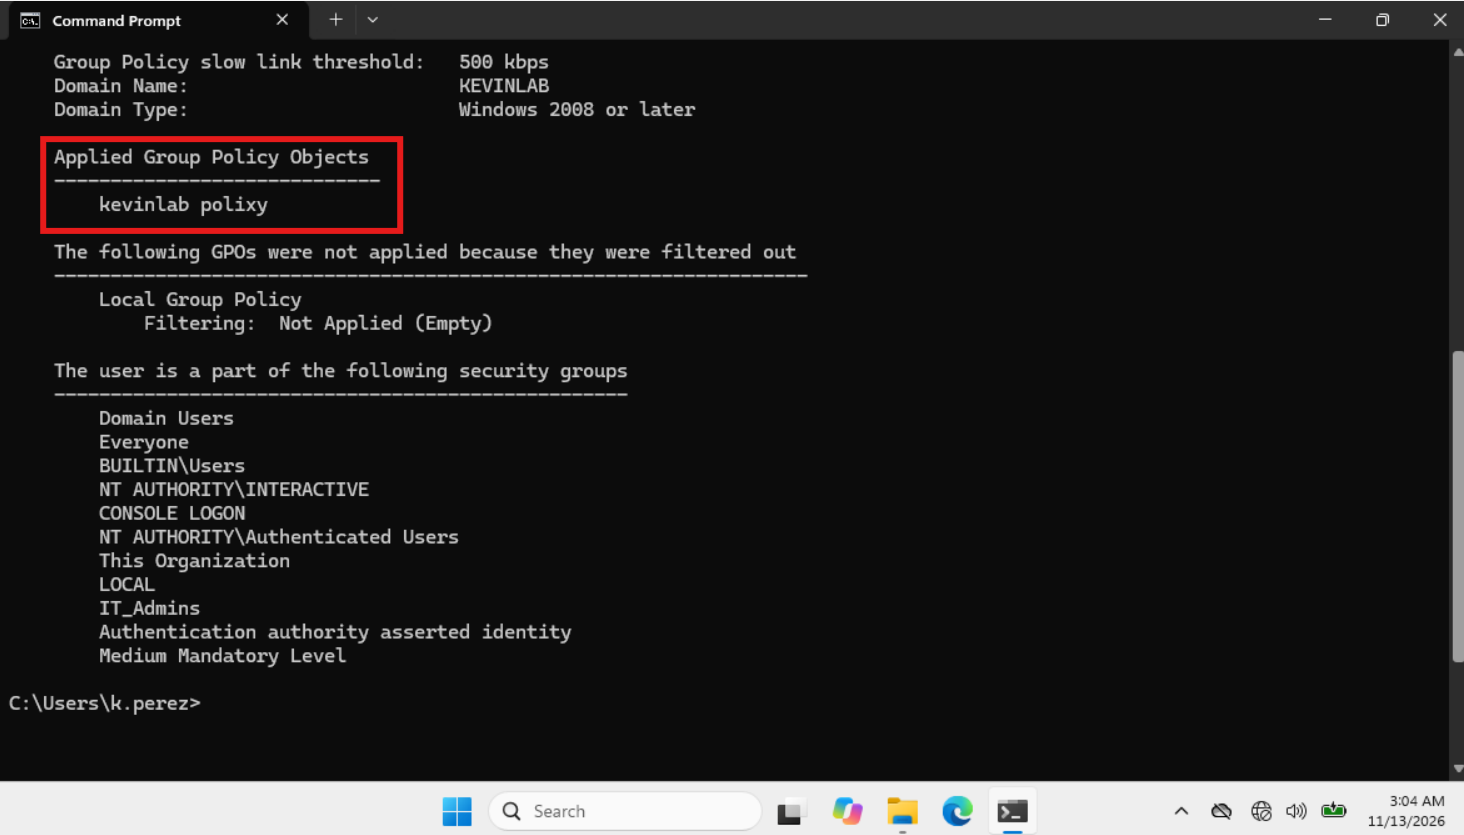 Command Prompt
Group Policy slow link threshold: 500 kbps
Domain Name: KEVINLAB
Domain Type: Windows 2008 or later
Applied Group Policy Objects
-----------------------------
kevinlab polixy
The following GPOs were not applied because they were filtered out
-------------------------------------------------------------------
Local Group Policy
Filtering: Not Applied (Empty)
The user is a part of the following security groups
---------------------------------------------------
Domain Users
Everyone
BUILTIN\Users
NT AUTHORITY\INTERACTIVE
CONSOLE LOGON
NT AUTHORITY\Authenticated Users
This Organization
LOCAL
IT_Admins
Authentication authority asserted identity
Medium Mandatory Level
C:\Users\k.perez>
Search
3:04 AM
11/13/2026